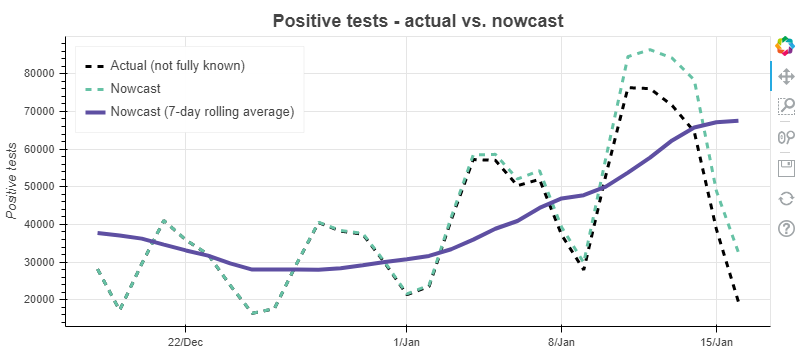 Positive tests - actual vs. nowcast
Actual (not fully known)
Nowcast
Nowcast (7-day rolling average)
Positive tests
80000
70000
60000
50000
40000
30000
20000
22/Dec
1/Jan
8/Jan
15/Jan